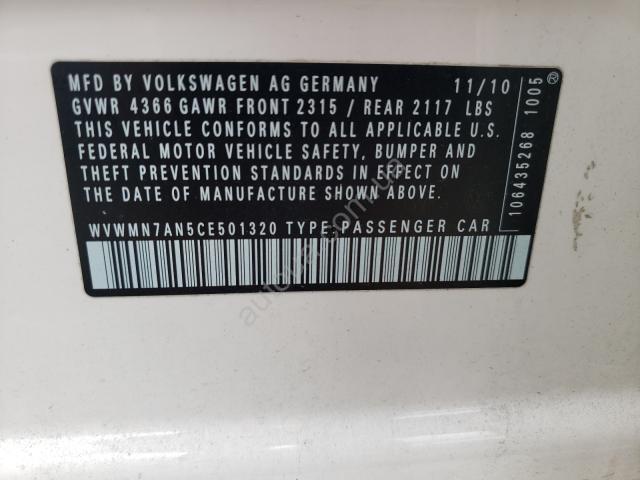 MFD BY VOLKSWAGEN AG GERMANY 11/10
GVWR 4366 GAWR FRONT 2315 / REAR 2117 LBS
THIS VEHICLE CONFORMS TO ALL APPLICABLE U.S.
FEDERAL MOTOR VEHICLE SAFETY, BUMPER AND
THEFT PREVENTION STANDARDS IN EFFECT ON
THE DATE OF MANUFACTURE SHOWN ABOVE.
WVWMN7AN5CE501320 TYPE: PASSENGER CAR
106435268 1005 ®